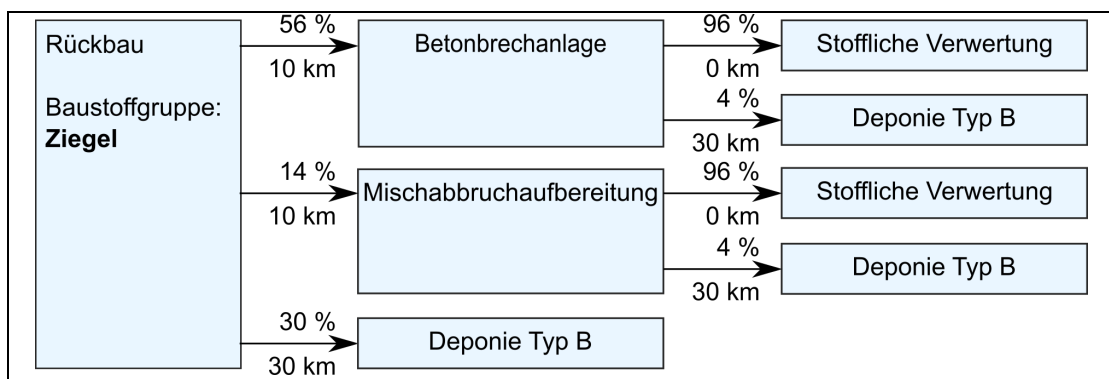 Rückbau
Baustoffgruppe:
Ziegel
56 %
10 km
Betonbrechanlage
96 %
0 km
Stoffliche Verwertung
4 %
30 km
Deponie Typ B
14 %
10 km
Mischabbruchaufbereitung
96 %
0 km
Stoffliche Verwertung
4 %
30 km
Deponie Typ B
30 %
30 km
Deponie Typ B